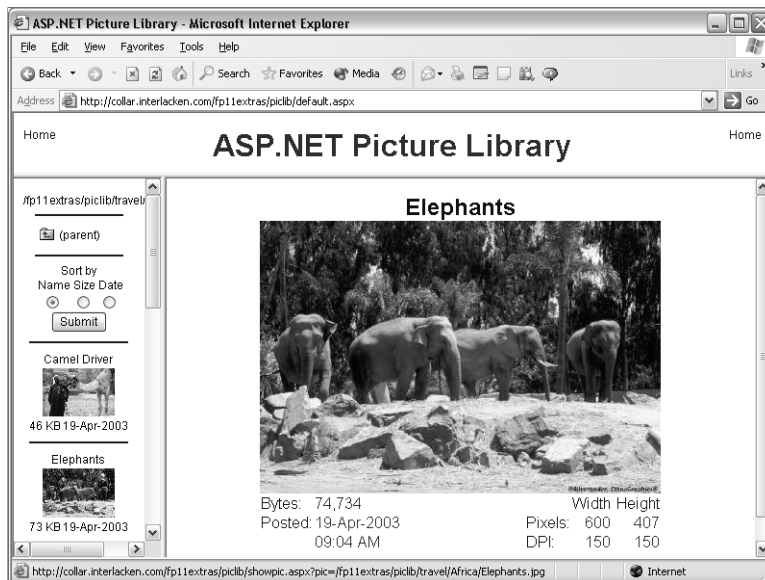 ASP.NET Picture Library - Microsoft Internet Explorer
File Edit View Favorites Tools Help
Back Search Favorites Media Links
Address http://collar.interlacken.com/fp11extras/piclib/default.aspx Go
Home
ASP.NET Picture Library
Home
/fp11extras/piclib/travel/
(parent)
Sort by
Name Size Date
Submit
Camel Driver
46 KB 19-Apr-2003
Elephants
73 KB 19-Apr-2003
Elephants
Bytes: 74,734
Posted: 19-Apr-2003
09:04 AM
Width Height
Pixels: 600 407
DPI: 150 150
http://collar.interlacken.com/fp11extras/piclib/showpic.aspx?pic=/fp11extras/piclib/travel/Africa/Elephants.jpg Internet